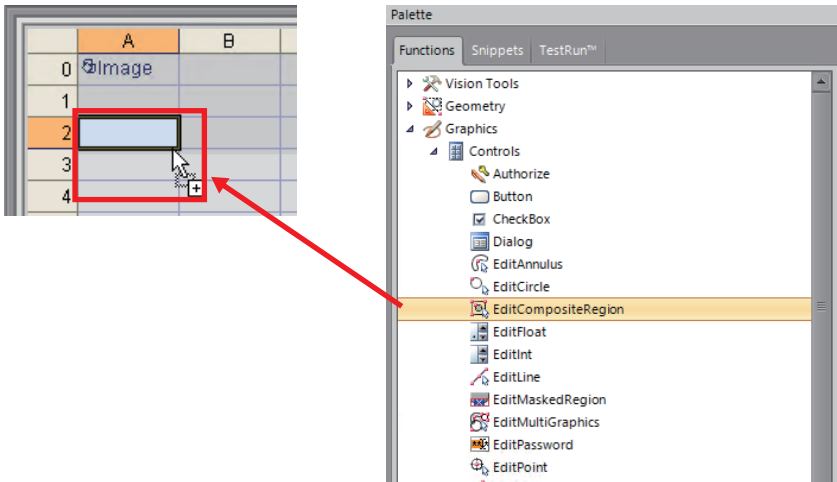 A B
0 Image
1
2
3
4
Palette
Functions Snippets TestRun™
Vision Tools
Geometry
Graphics
Controls
Authorize
Button
CheckBox
Dialog
EditAnnulus
EditCircle
EditCompositeRegion
EditFloat
EditInt
EditLine
EditMaskedRegion
EditMultiGraphics
EditPassword
EditPoint